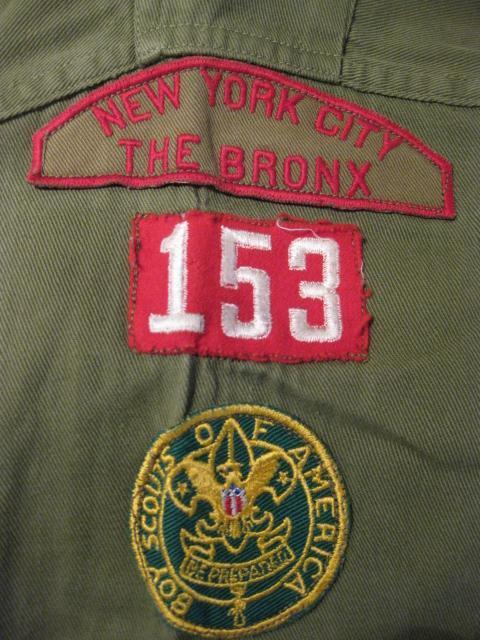 NEW YORK CITY
THE BRONX
153
BOY SCOUTS OF AMERICA
BE PREPARED